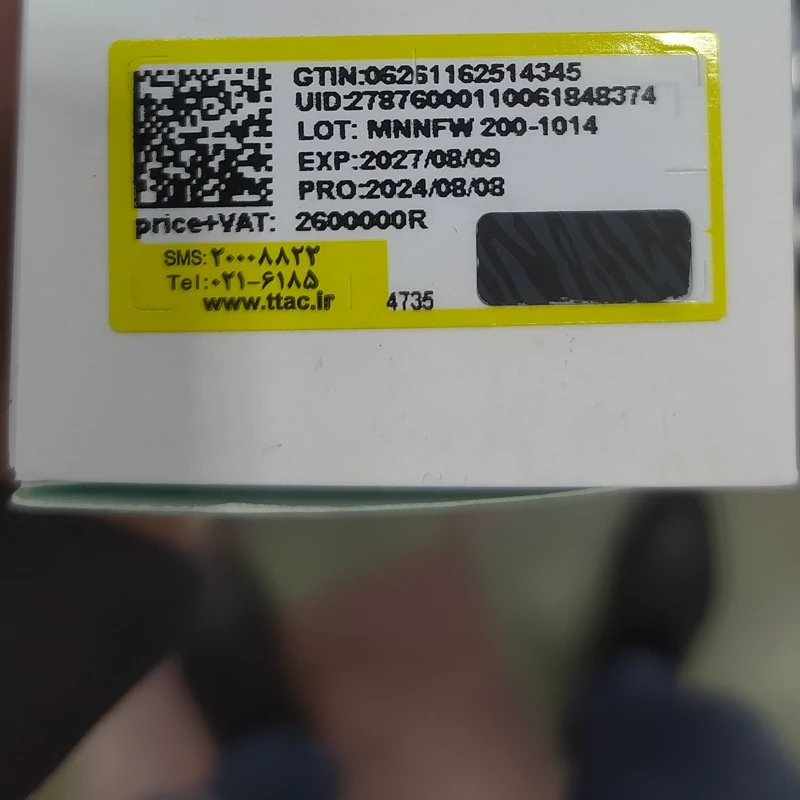 GTIN:06261162514345
UID:27876000110061848374
LOT: MNNFW 200-1014
EXP:2027/08/09
PRO:2024/08/08
price+VAT: 2600000R
SMS:۲۰۰۰۸۸۲۲
Tel:۰۲۱-۶۱۸۵
www.ttac.ir
4735